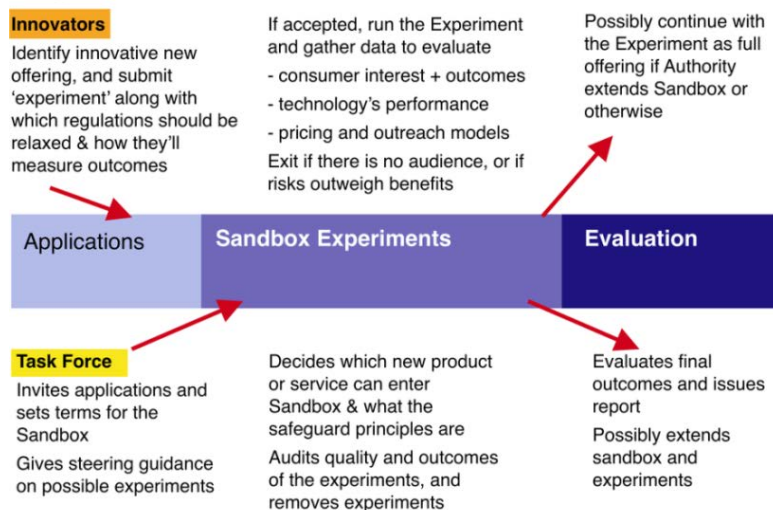 Innovators
Identify innovative new
offering, and submit
‘experiment’ along with
which regulations should be
relaxed & how they’ll
measure outcomes
If accepted, run the Experiment
and gather data to evaluate
- consumer interest + outcomes
- technology’s performance
- pricing and outreach models
Exit if there is no audience, or if
risks outweigh benefits
Possibly continue with
the Experiment as full
offering if Authority
extends Sandbox or
otherwise
Applications
Sandbox Experiments
Evaluation
Task Force
Invites applications and
sets terms for the
Sandbox
Gives steering guidance
on possible experiments
Decides which new product
or service can enter
Sandbox & what the
safeguard principles are
Audits quality and outcomes
of the experiments, and
removes experiments
Evaluates final
outcomes and issues
report
Possibly extends
sandbox and
experiments